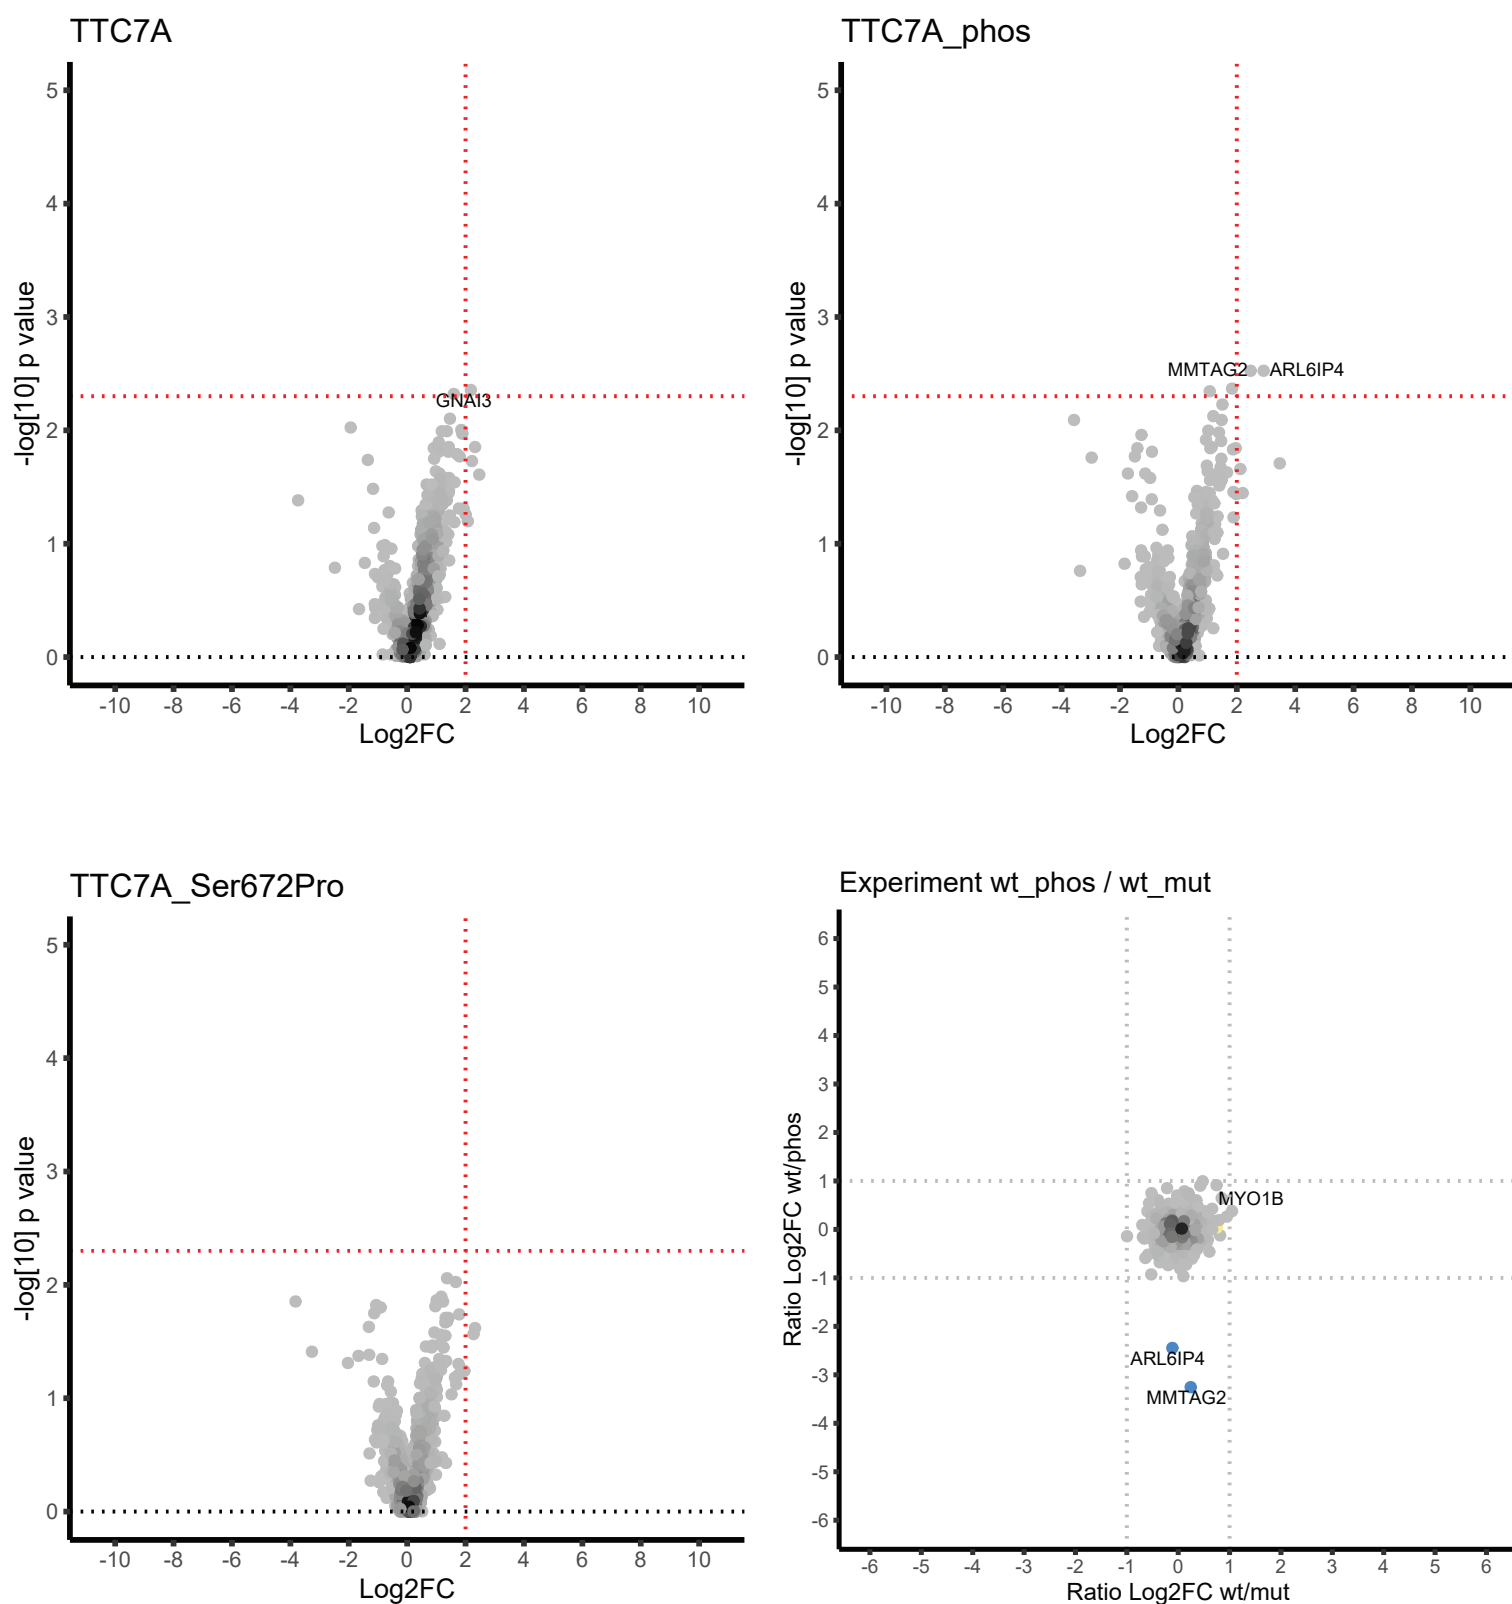 TTC7A
5
4
3
2
1
0
-log[10] p value
GNAI3
-10 -8 -6 -4 -2 0 2 4 6 8 10
Log2FC
TTC7A_phos
5
4
3
2
1
0
-log[10] p value
MMTAG2 ARL6IP4
-10 -8 -6 -4 -2 0 2 4 6 8 10
Log2FC
TTC7A_Ser672Pro
5
4
3
2
1
0
-log[10] p value
-10 -8 -6 -4 -2 0 2 4 6 8 10
Log2FC
Experiment wt_phos / wt_mut
6
5
4
3
2
1
0
-1
-2
-3
-4
-5
-6
Ratio Log2FC wt/phos
MYO1B
ARL6IP4
MMTAG2
-6 -5 -4 -3 -2 -1 0 1 2 3 4 5 6
Ratio Log2FC wt/mut